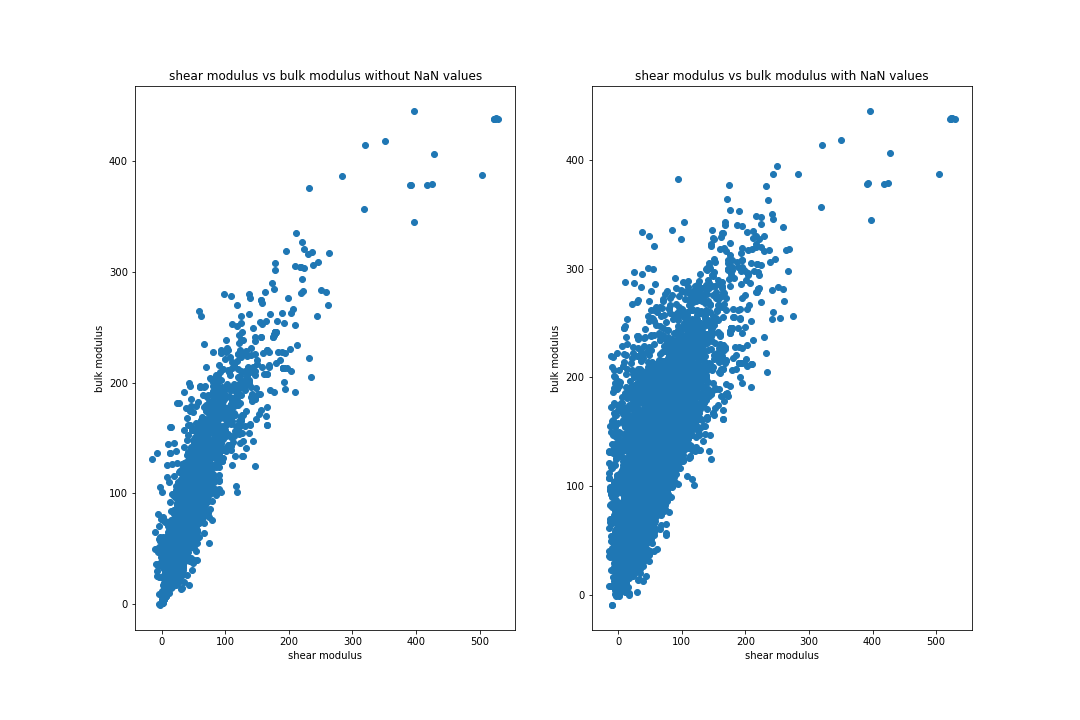 shear modulus vs bulk modulus without NaN values
bulk modulus
400
300
200
100
0
0 100 200 300 400 500
shear modulus
shear modulus vs bulk modulus with NaN values
bulk modulus
400
300
200
100
0
0 100 200 300 400 500
shear modulus